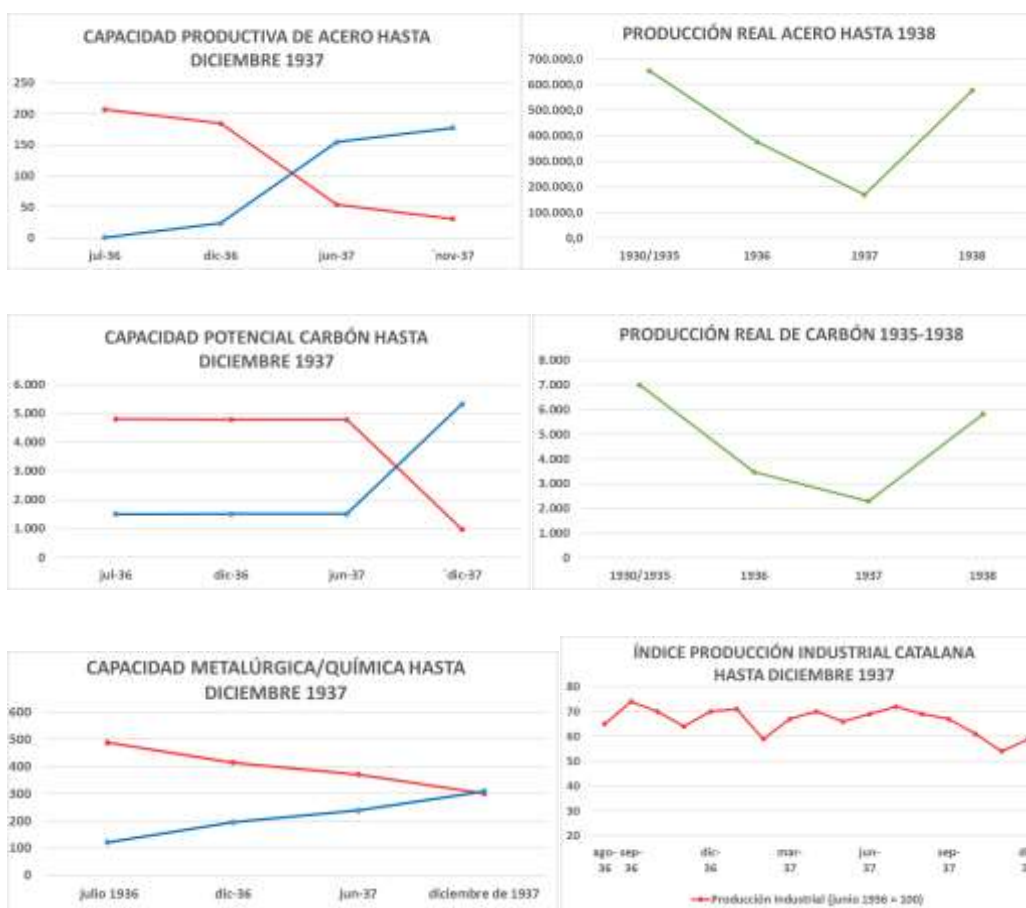 CAPACIDAD PRODUCTIVA DE ACERO HASTA
DICIEMBRE 1937
250
200
150
100
50
0
jul-36 dic-36 jun-37 ´nov-37
PRODUCCIÓN REAL ACERO HASTA 1938
700.000,0
600.000,0
500.000,0
400.000,0
300.000,0
200.000,0
100.000,0
0,0
1930/1935 1936 1937 1938
CAPACIDAD POTENCIAL CARBÓN HASTA
DICIEMBRE 1937
6.000
5.000
4.000
3.000
2.000
1.000
0
jul-36 dic-36 jun-37 ´dic-37
PRODUCCIÓN REAL DE CARBÓN 1935-1938
8.000
7.000
6.000
5.000
4.000
3.000
2.000
1.000
0
1930/1935 1936 1937 1938
CAPACIDAD METALÚRGICA/QUÍMICA HASTA
DICIEMBRE 1937
600
500
400
300
200
100
0
julio 1936 dic-36 jun-37 diciembre de 1937
ÍNDICE PRODUCCIÓN INDUSTRIAL CATALANA
HASTA DICIEMBRE 1937
80
70
60
50
40
30
20
ago- sep- dic- mar- jun- sep-
36 36 36 37 37 37
Producción Industrial (junio 1936 = 100)